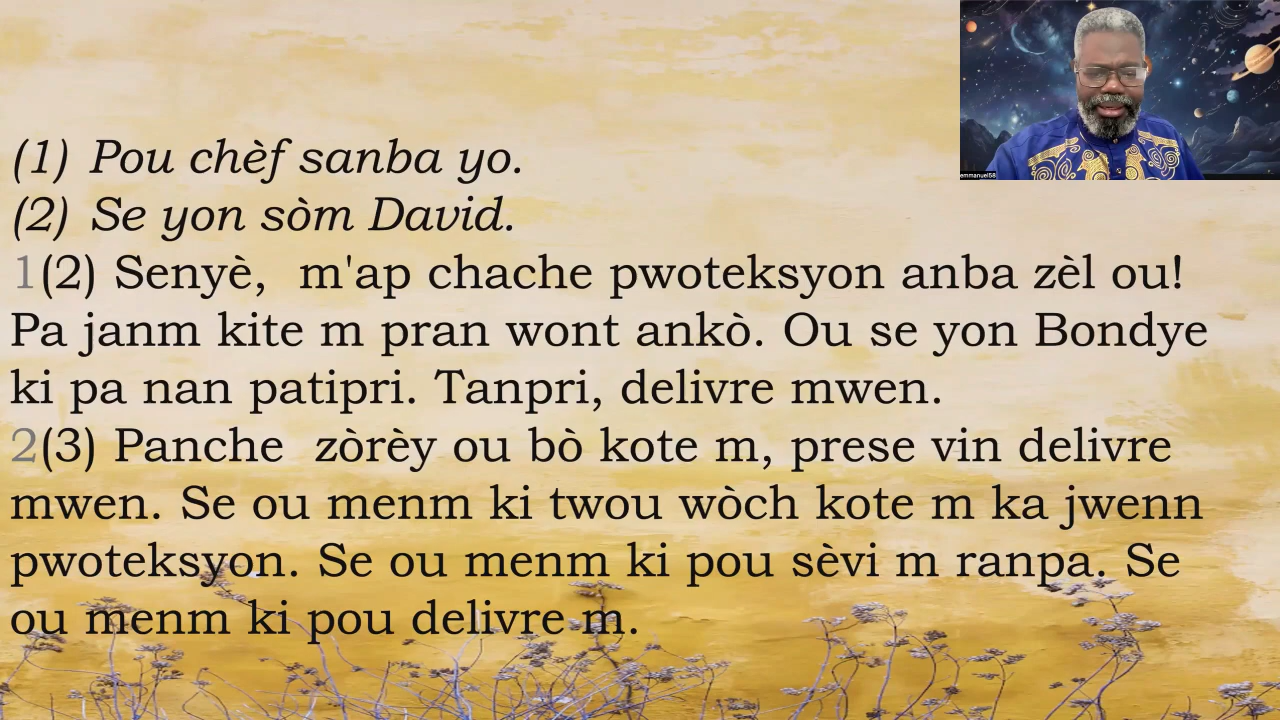 (1) Pou chèf sanba yo.
(2) Se yon sòm David.
1(2) Senyè, m'ap chache pwoteksyon anba zèl ou!
Pa janm kite m pran wont ankò. Ou se yon Bondye
ki pa nan patipri. Tanpri, delivre mwen.
2(3) Panche zòrèy ou bò kote m, prese vin delivre
mwen. Se ou menm ki twou wòch kote m ka jwenn
pwoteksyon. Se ou menm ki pou sèvi m ranpa. Se
ou menm ki pou delivre m.
emmanuel58